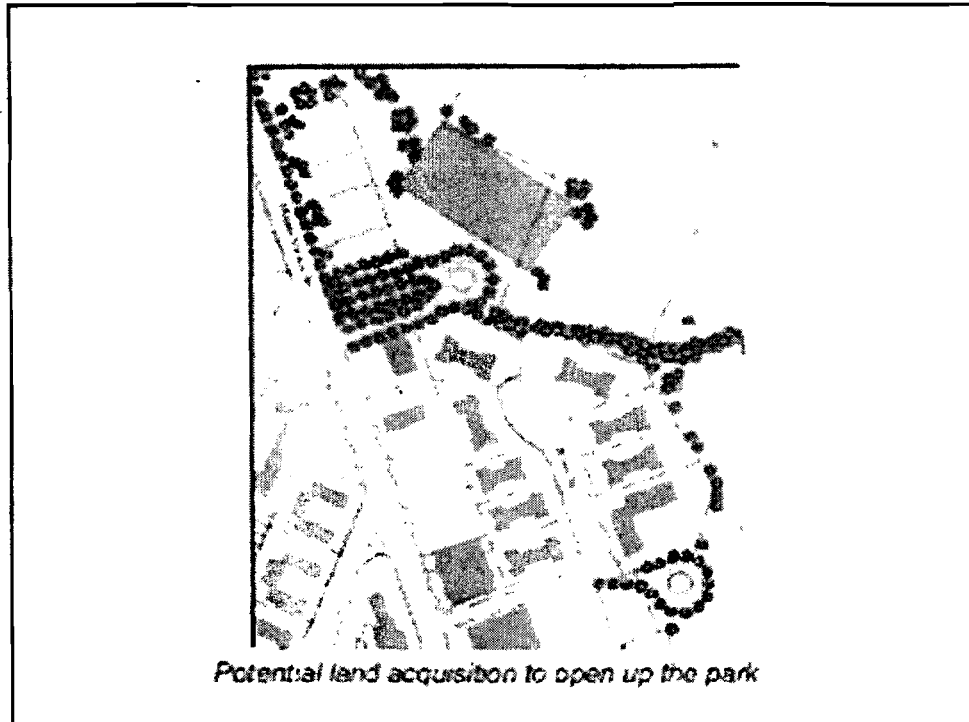 Potential land acquisition to open up the park